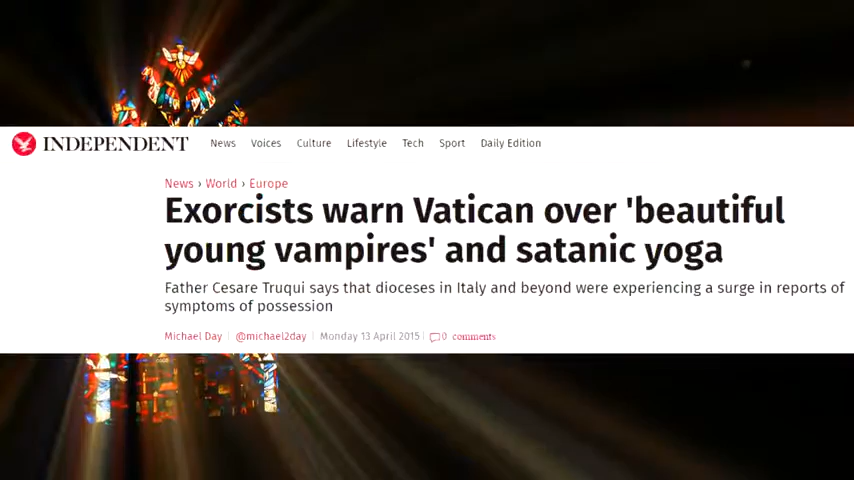 INDEPENDENT News Voices Culture Lifestyle Tech Sport Daily Edition
News › World › Europe
Exorcists warn Vatican over 'beautiful
young vampires' and satanic yoga
Father Cesare Truqui says that dioceses in Italy and beyond were experiencing a surge in reports of
symptoms of possession
Michael Day | @michael2day | Monday 13 April 2015 | 0 comments